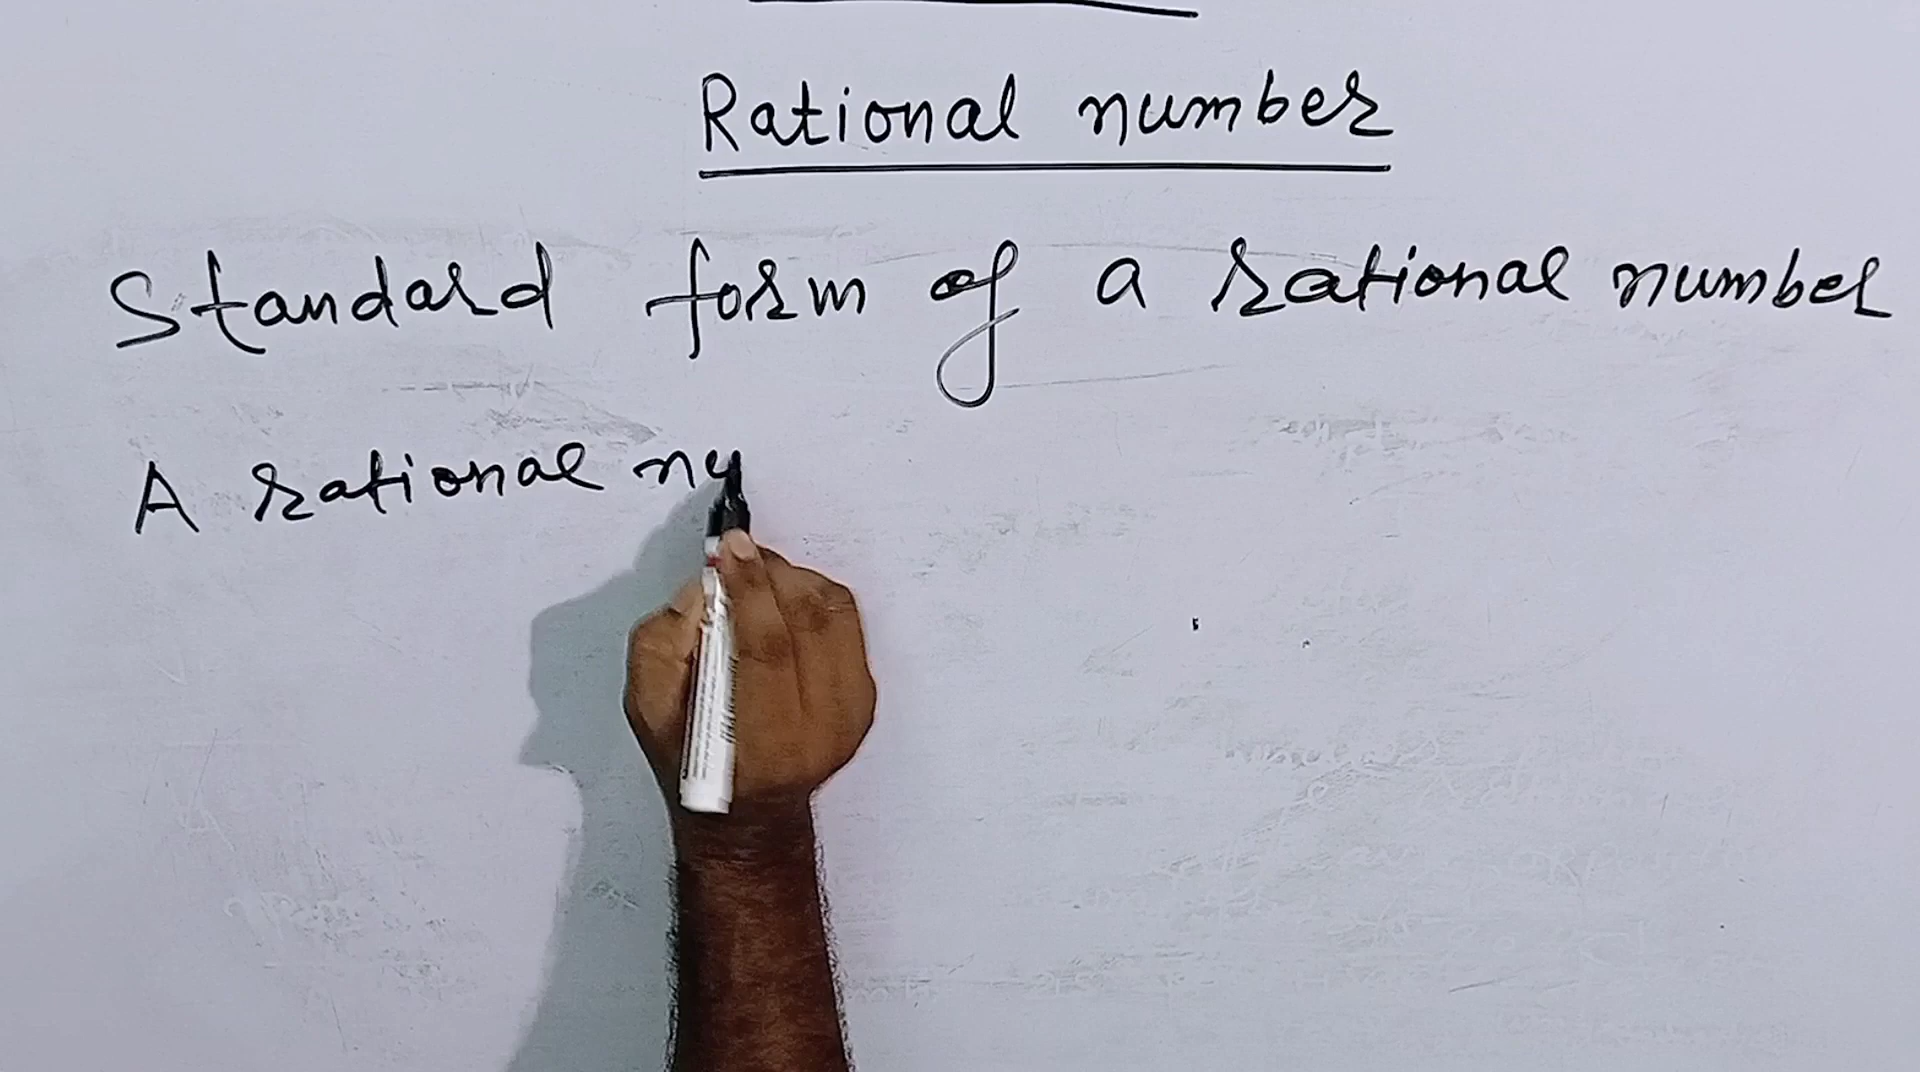 Rational number
Standard form of a rational number
A rational nu